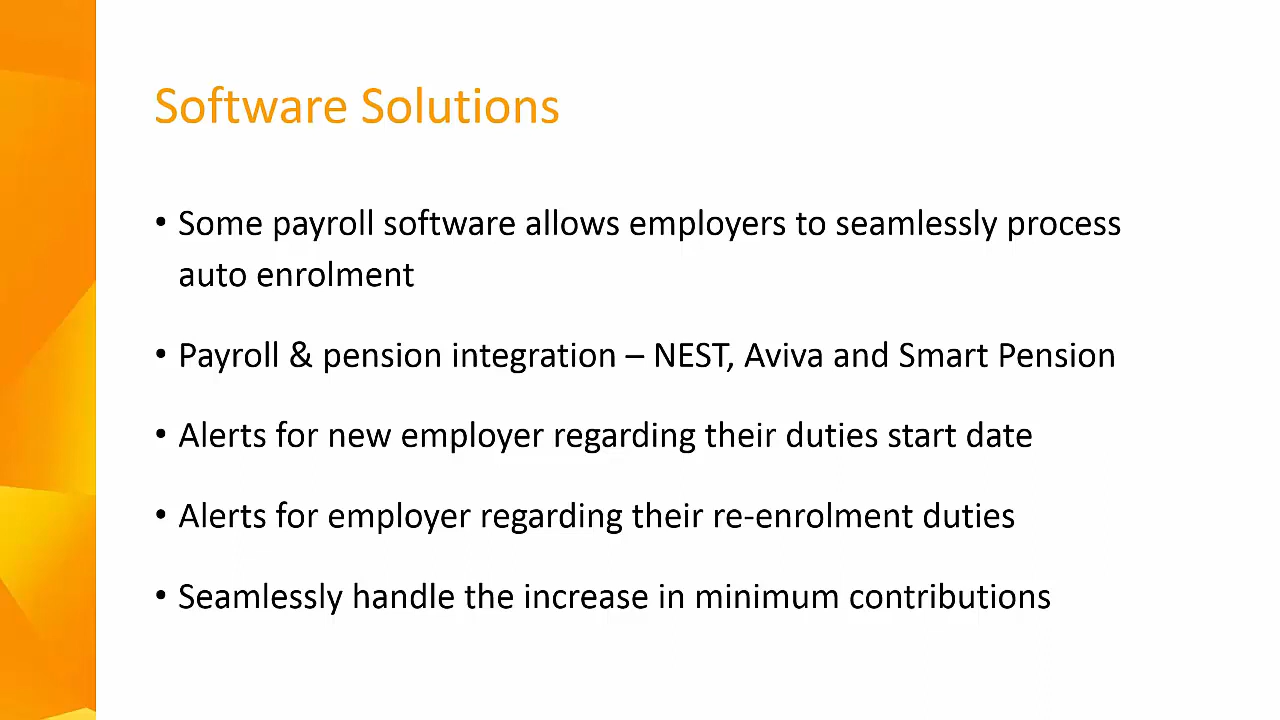 Software Solutions
• Some payroll software allows employers to seamlessly process
auto enrolment
• Payroll & pension integration – NEST, Aviva and Smart Pension
• Alerts for new employer regarding their duties start date
• Alerts for employer regarding their re-enrolment duties
• Seamlessly handle the increase in minimum contributions